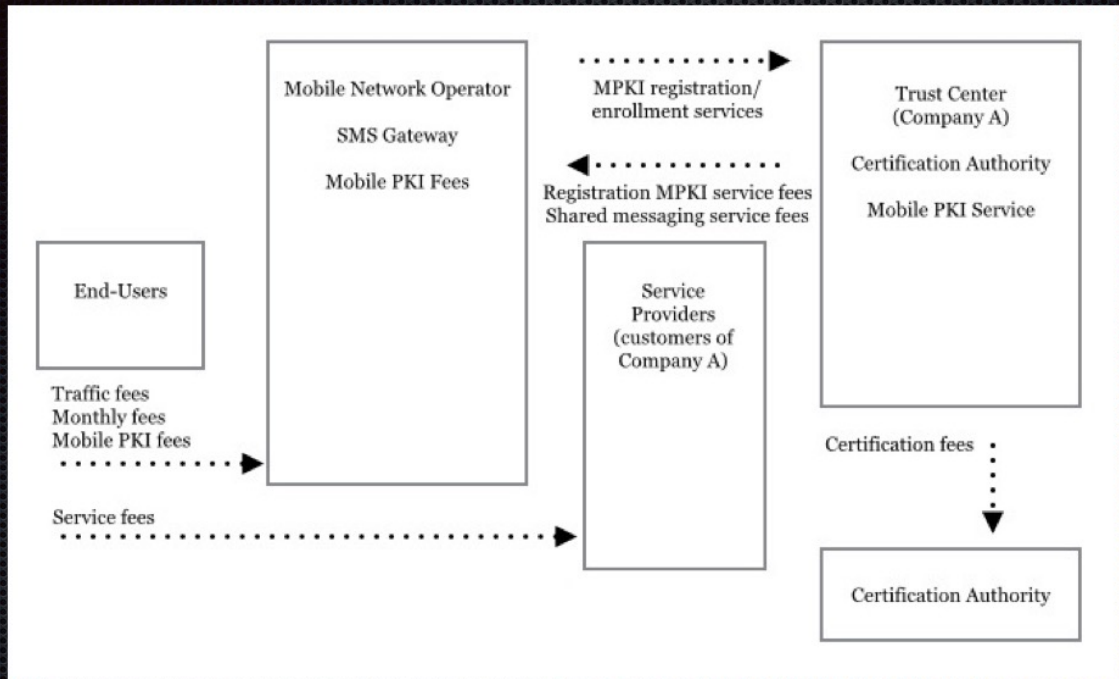 Mobile Network Operator
SMS Gateway
Mobile PKI Fees
MPKI registration/
enrollment services
Registration MPKI service fees
Shared messaging service fees
Trust Center
(Company A)
Certification Authority
Mobile PKI Service
End-Users
Traffic fees
Monthly fees
Mobile PKI fees
Service fees
Service
Providers
(customers of
Company A)
Certification fees
Certification Authority